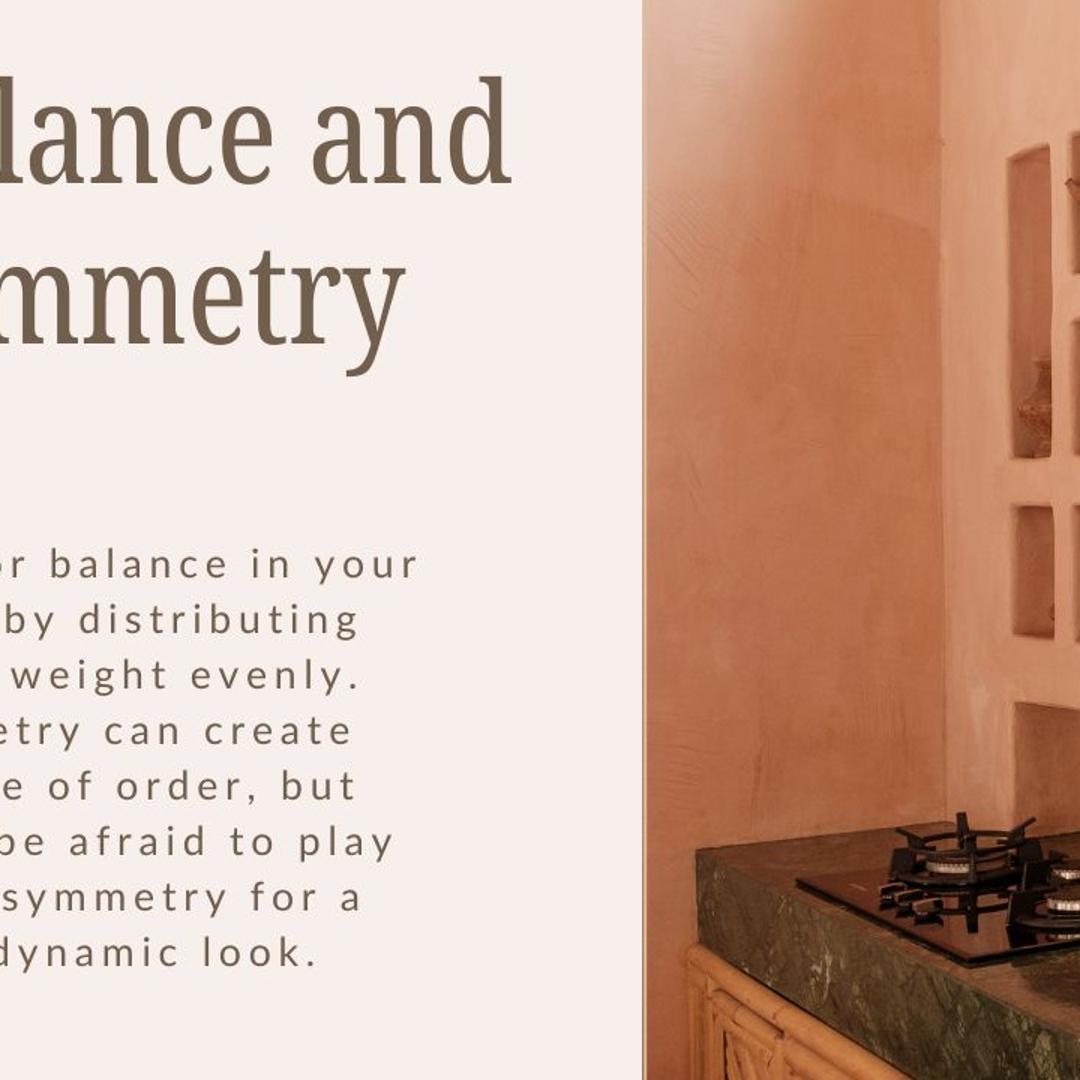 lance and
mmetry
or balance in your
by distributing
weight evenly.
etry can create
e of order, but
be afraid to play
symmetry for a
dynamic look.